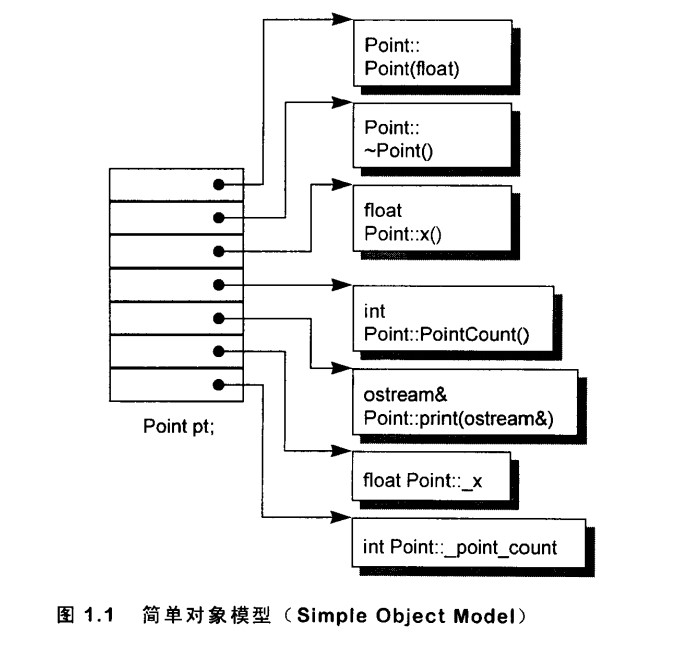 Point::
Point(float)
Point::
~Point()
float
Point::x()
int
Point::PointCount()
ostream&
Point::print(ostream&)
float Point::_x
int Point::_point_count
Point pt;
图 1.1 简单对象模型（Simple Object Model）